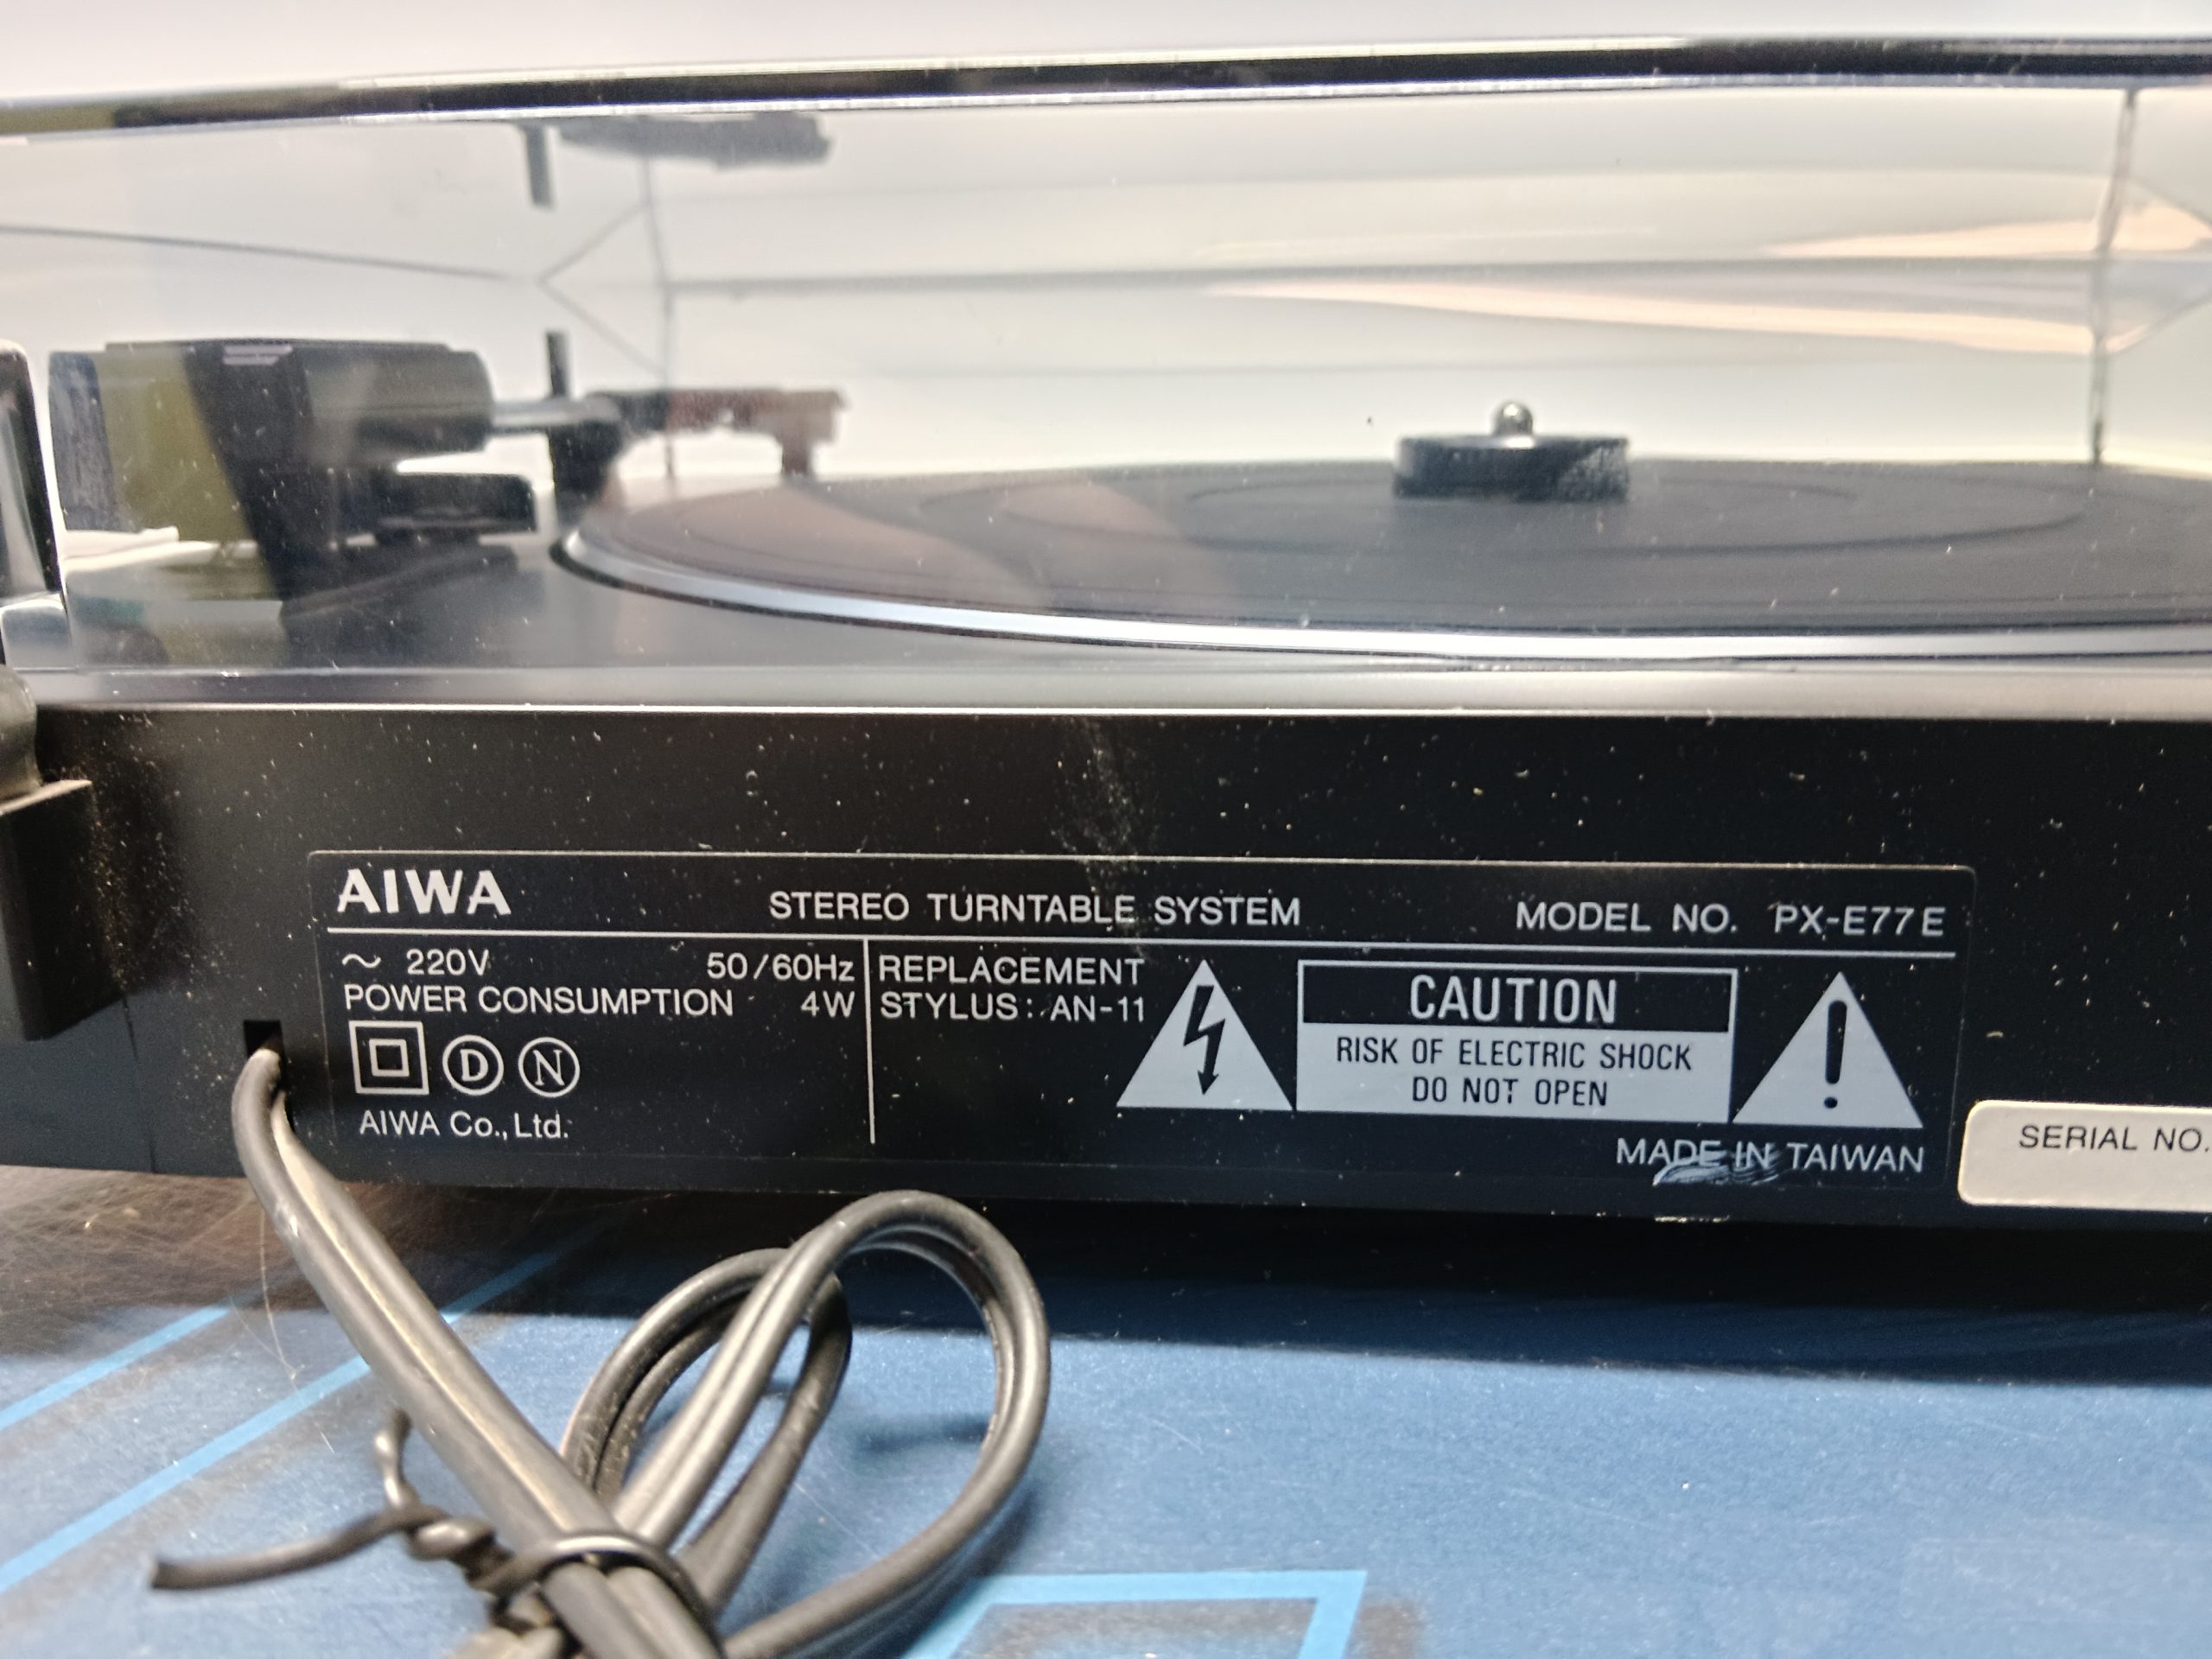 AIWA STEREO TURNTABLE SYSTEM MODEL NO. PX-E77E
~ 220V 50/60Hz
POWER CONSUMPTION 4W
D N
AIWA Co., Ltd.
REPLACEMENT
STYLUS: AN-11
CAUTION
RISK OF ELECTRIC SHOCK
DO NOT OPEN
MADE IN TAIWAN
SERIAL NO.